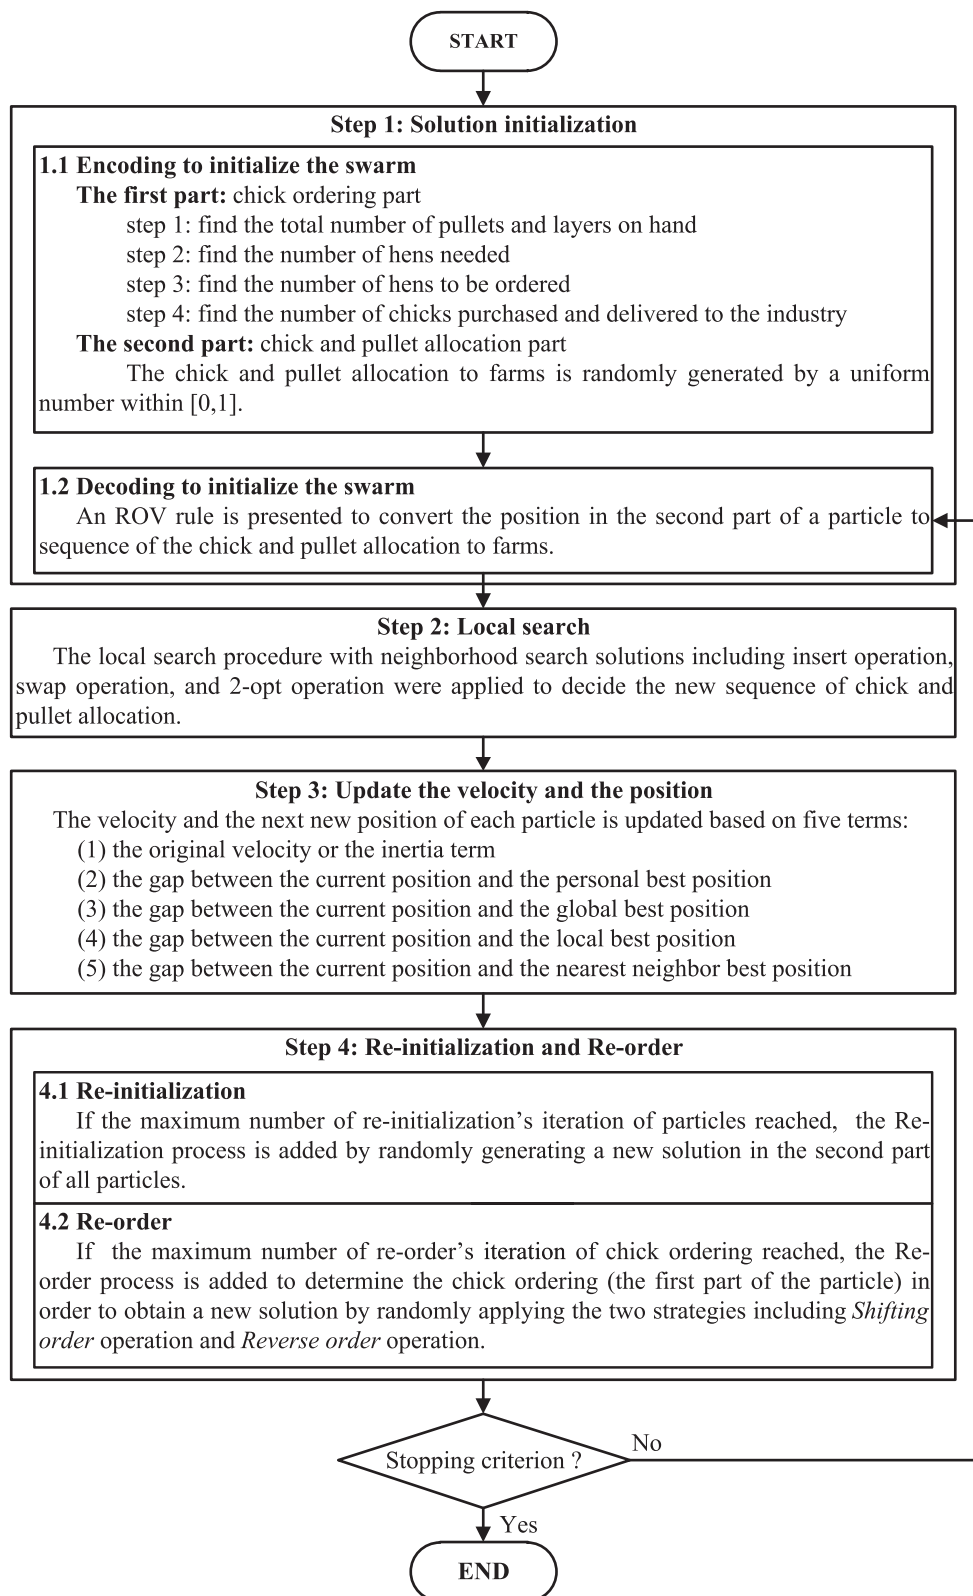 START
Step 1: Solution initialization
1.1 Encoding to initialize the swarm
The first part: chick ordering part
step 1: find the total number of pullets and layers on hand
step 2: find the number of hens needed
step 3: find the number of hens to be ordered
step 4: find the number of chicks purchased and delivered to the industry
The second part: chick and pullet allocation part
The chick and pullet allocation to farms is randomly generated by a uniform
number within [0,1].
1.2 Decoding to initialize the swarm
An ROV rule is presented to convert the position in the second part of a particle to
sequence of the chick and pullet allocation to farms.
Step 2: Local search
The local search procedure with neighborhood search solutions including insert operation,
swap operation, and 2-opt operation were applied to decide the new sequence of chick and
pullet allocation.
Step 3: Update the velocity and the position
The velocity and the next new position of each particle is updated based on five terms:
(1) the original velocity or the inertia term
(2) the gap between the current position and the personal best position
(3) the gap between the current position and the global best position
(4) the gap between the current position and the local best position
(5) the gap between the current position and the nearest neighbor best position
Step 4: Re-initialization and Re-order
4.1 Re-initialization
If the maximum number of re-initialization's iteration of particles reached, the Re-
initialization process is added by randomly generating a new solution in the second part
of all particles.
4.2 Re-order
If the maximum number of re-order's iteration of chick ordering reached, the Re-
order process is added to determine the chick ordering (the first part of the particle) in
order to obtain a new solution by randomly applying the two strategies including Shifting
order operation and Reverse order operation.
Stopping criterion ?
No
Yes
END